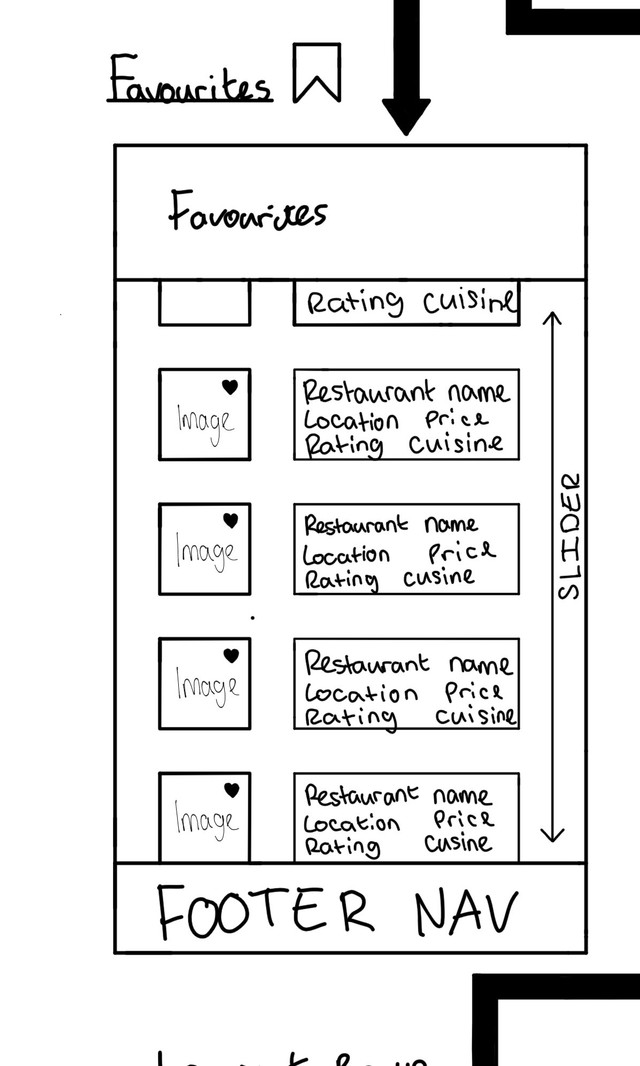 Favourites
Favourites
Rating cuisine
Image
Restaurant name
Location Price
Rating cuisine
Image
Restaurant name
Location Price
Rating cusine
Image
Restaurant name
Location Price
Rating cuisine
Image
Restaurant name
Location Price
Rating cusine
SLIDER
FOOTER NAV